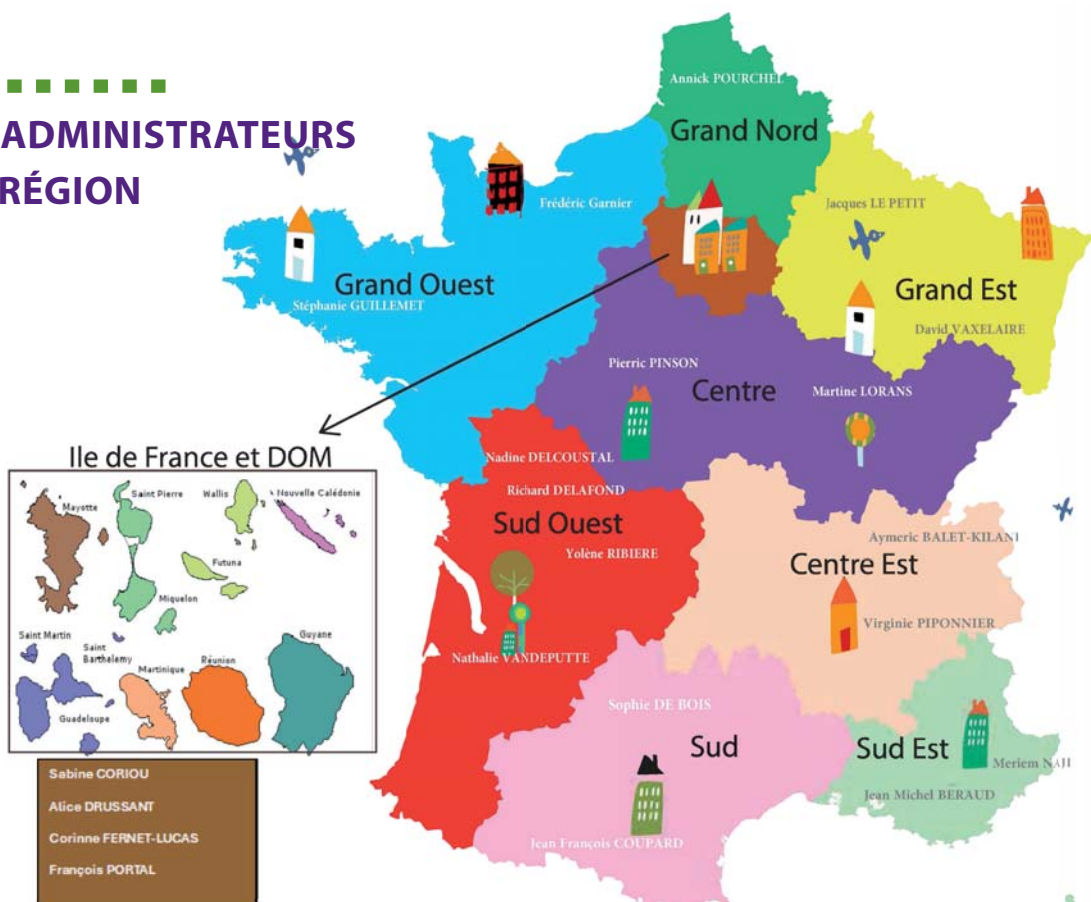 ADMINISTRATEURS
RÉGION
Annick POURCHEL
Grand Nord
Frédéric Garnier
Jacques LE PETIT
Grand Ouest
Stéphanie GUILLEMET
Grand Est
David VAXELAIRE
Pierric PINSON
Centre
Martine LORANS
Ile de France et DOM
Mayotte
Saint Pierre
Wallis
Nouvelle Calédonie
Futuna
Miquelon
Saint Martin
Saint
Barthelemy
Martinique
Réunion
Guyane
Guadeloupe
Nadine DELCOUSTAL
Richard DELAFOND
Sud Ouest
Yolène RIBIERE
Nathalie VANDEPUTTE
Aymeric BALET-KILANI
Centre Est
Virginie PIPONNIER
Sophie DE BOIS
Sud
Jean François COUPARD
Sud Est
Meriem NAJI
Jean Michel BERAUD
Sabine CORIOU
Alice DRUSSANT
Corinne FERNET-LUCAS
François PORTAL